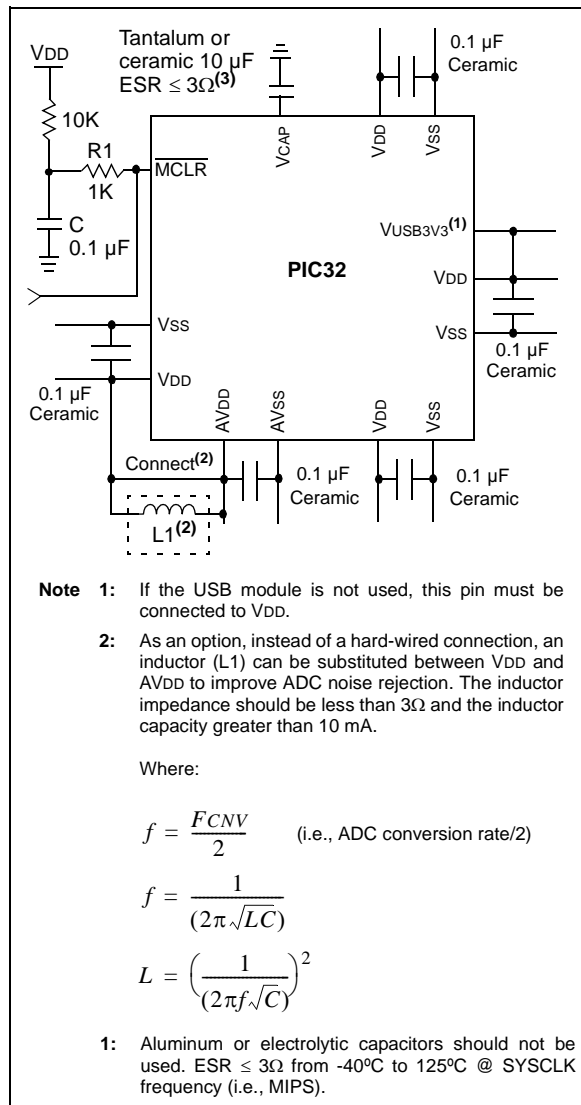 VDD
Tantalum or
ceramic 10 µF
ESR ≤ 3Ω(3)
0.1 µF
Ceramic
10K
R1
1K
C
0.1 µF
MCLR
VCAP
VDD
VSS
VUSB3V3(1)
VDD
VSS
PIC32
0.1 µF
Ceramic
VSS
VDD
0.1 µF
Ceramic
AVDD
AVSS
VDD
VSS
Connect(2)
L1(2)
0.1 µF
Ceramic
0.1 µF
Ceramic
Note 1: If the USB module is not used, this pin must be
connected to VDD.
2: As an option, instead of a hard-wired connection, an
inductor (L1) can be substituted between VDD and
AVDD to improve ADC noise rejection. The inductor
impedance should be less than 3Ω and the inductor
capacity greater than 10 mA.
Where:
f = FCNV / 2 (i.e., ADC conversion rate/2)
f = 1 / (2π√LC)
L = (1 / (2πf√C))²
1: Aluminum or electrolytic capacitors should not be
used. ESR ≤ 3Ω from -40ºC to 125ºC @ SYSCLK
frequency (i.e., MIPS).